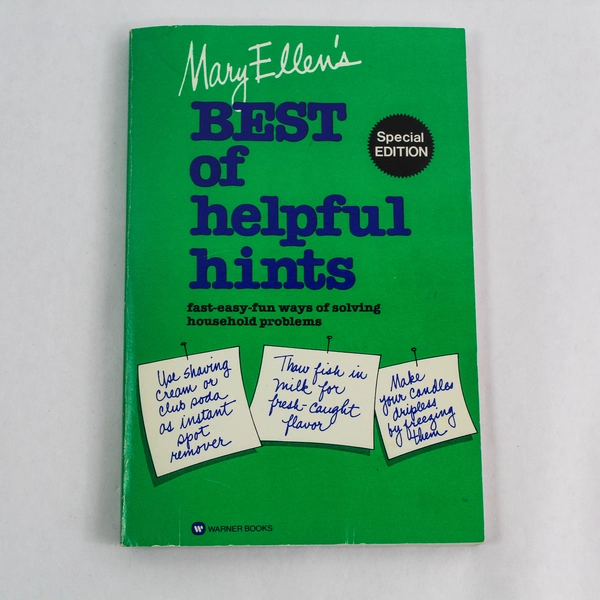 Mary Ellen's
BEST
of
helpful
hints
Special
EDITION
fast-easy-fun ways of solving
household problems
Use shaving
cream or
club soda
as instant
spot
remover
Thaw fish in
milk for
fresh-caught
flavor
Make
your candles
dripless
by freezing
them
W WARNER BOOKS